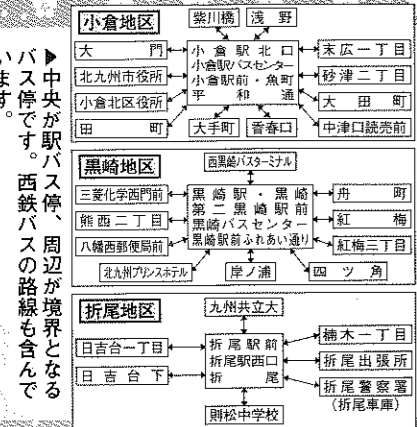 ▶中央が駅バス停、周辺が境界となる
バス停です。西鉄バスの路線も含んで
います。
小倉地区
紫川橋
浅野
大門
北九州市役所
小倉北区役所
田町
小倉駅北口
小倉駅バスセンター
小倉駅前・魚町
平和通
末広一丁目
砂津二丁目
大田町
中津口読売前
大手町
香春口
黒崎地区
西黒崎バスターミナル
三菱化学西門前
熊西二丁目
八幡西郵便局前
黒崎駅・黒崎
第二黒崎駅前
黒崎バスセンター
黒崎駅前ふれあい通り
舟町
紅梅
紅梅三丁目
北九州プリンスホテル
岸ノ浦
四ツ角
折尾地区
九州共立大
日吉台一丁目
日吉台下
折尾駅前
折尾駅西口
折尾
楠木一丁目
折尾出張所
折尾警察署
(折尾車庫)
則松中学校